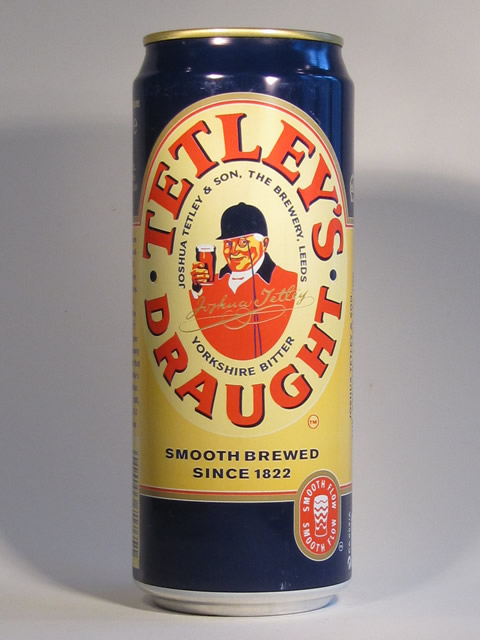 TETLEY'S
JOSHUA TETLEY & SON, THE BREWERY, LEEDS
Joshua Tetley
YORKSHIRE BITTER
DRAUGHT
TM
SMOOTH BREWED
SINCE 1822
SMOOTH FLOW
SMOOTH FLOW
®